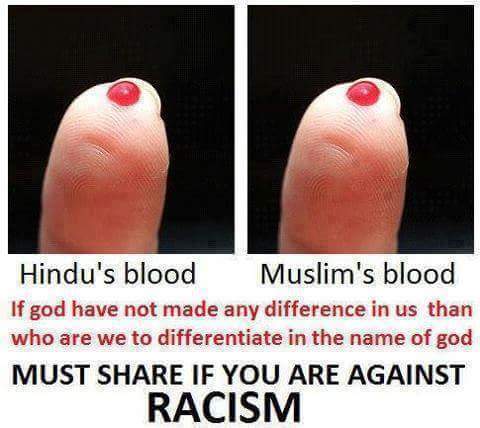 Hindu's blood Muslim's blood
If god have not made any difference in us than
who are we to differentiate in the name of god
MUST SHARE IF YOU ARE AGAINST
RACISM